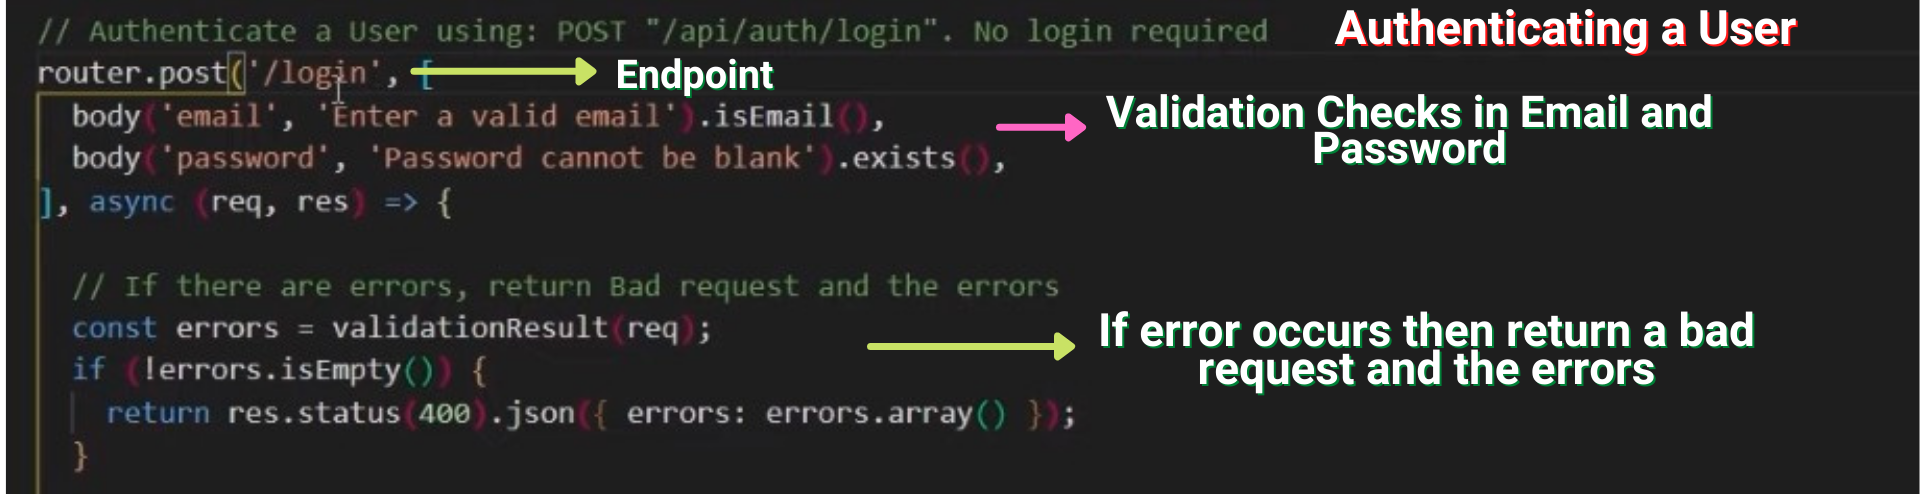 // Authenticate a User using: POST "/api/auth/login". No login required
Authenticating a User
router.post('/login', [
Endpoint
body('email', 'Enter a valid email').isEmail(),
body('password', 'Password cannot be blank').exists(),
Validation Checks in Email and
Password
], async (req, res) => {
// If there are errors, return Bad request and the errors
const errors = validationResult(req);
if (!errors.isEmpty()) {
return res.status(400).json({ errors: errors.array() });
}
If error occurs then return a bad
request and the errors